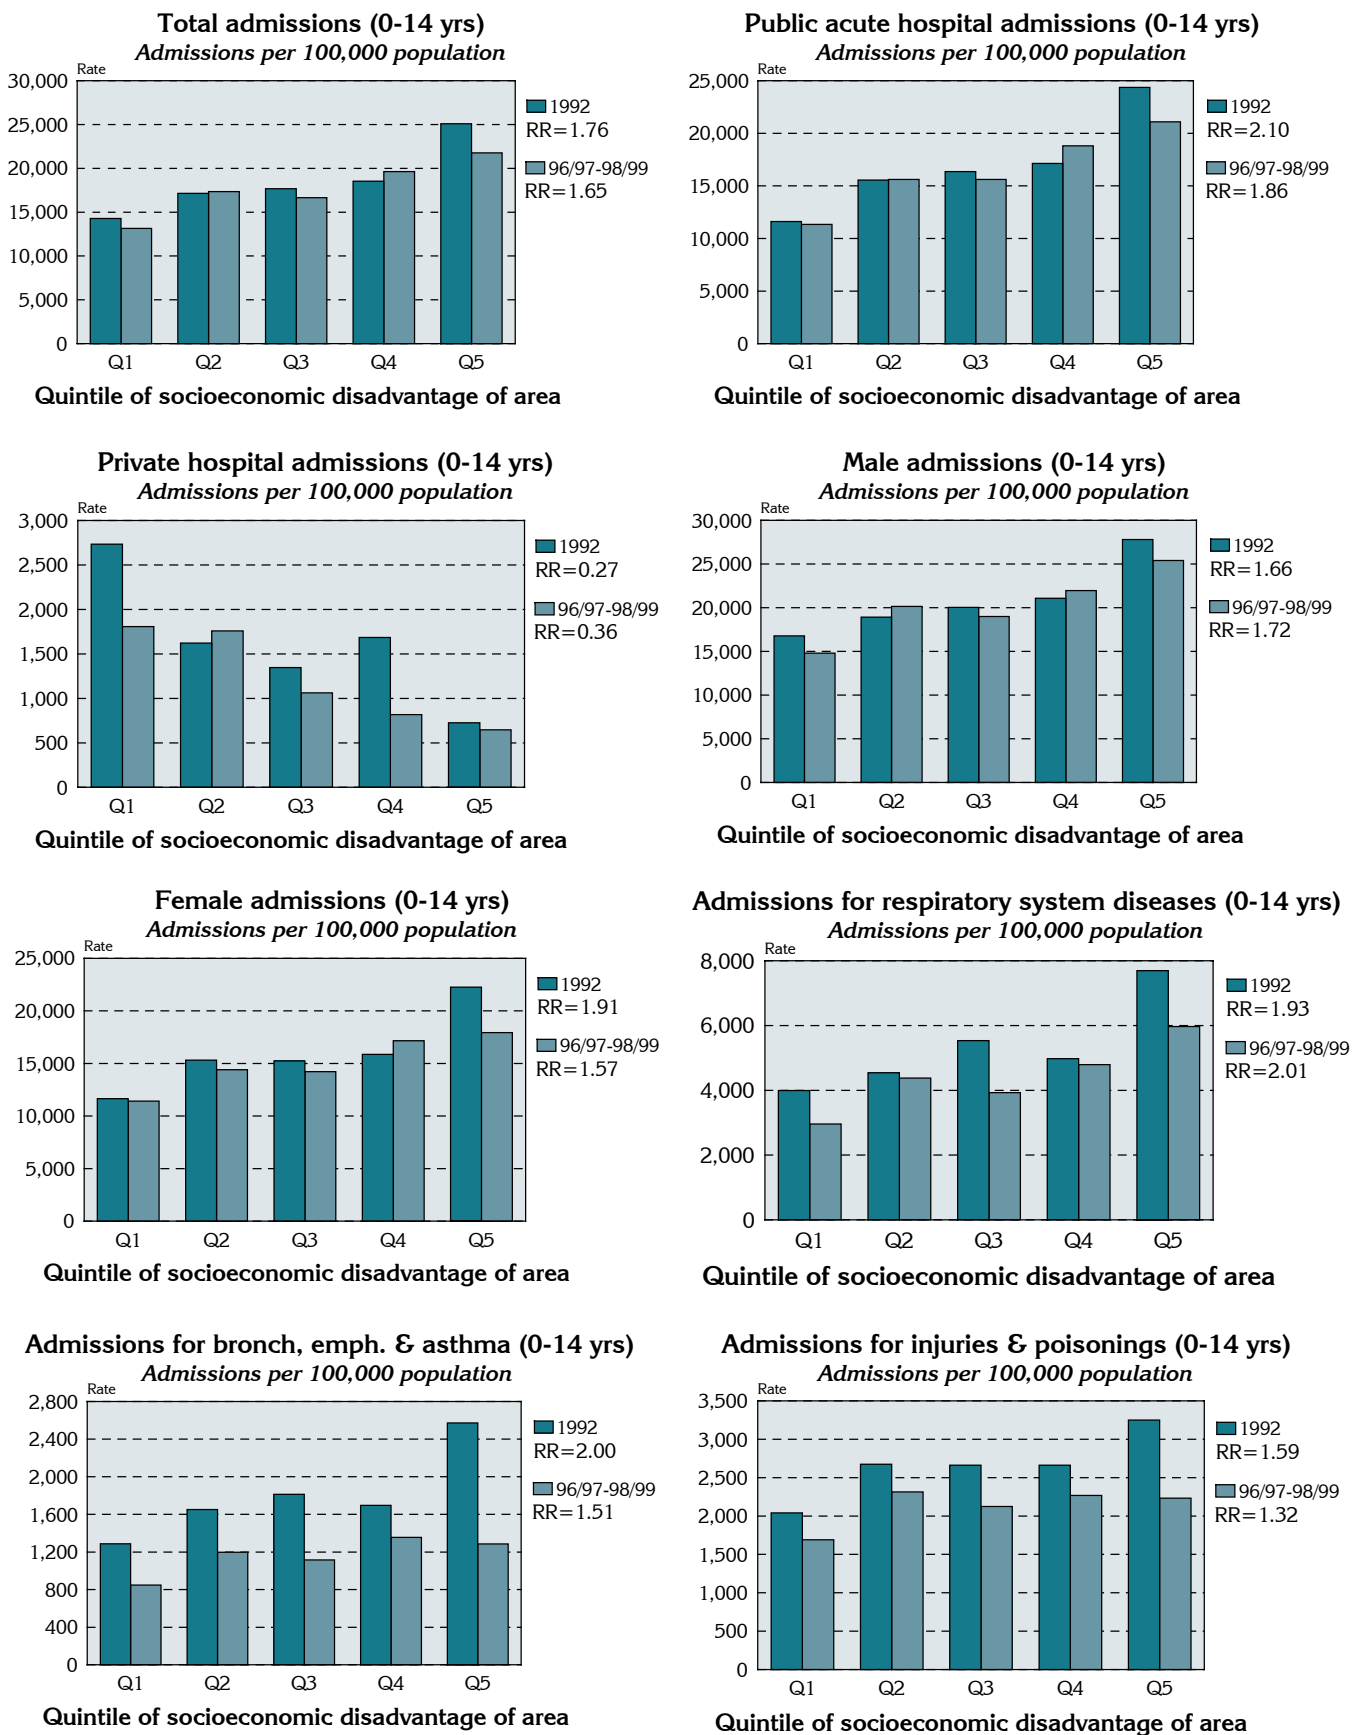 Total admissions (0-14 yrs)
Admissions per 100,000 population
Rate
30,000
25,000
20,000
15,000
10,000
5,000
0
Q1 Q2 Q3 Q4 Q5
1992
RR=1.76
96/97-98/99
RR=1.65
Quintile of socioeconomic disadvantage of area
Public acute hospital admissions (0-14 yrs)
Admissions per 100,000 population
Rate
25,000
20,000
15,000
10,000
5,000
0
Q1 Q2 Q3 Q4 Q5
1992
RR=2.10
96/97-98/99
RR=1.86
Quintile of socioeconomic disadvantage of area
Private hospital admissions (0-14 yrs)
Admissions per 100,000 population
Rate
3,000
2,500
2,000
1,500
1,000
500
0
Q1 Q2 Q3 Q4 Q5
1992
RR=0.27
96/97-98/99
RR=0.36
Quintile of socioeconomic disadvantage of area
Male admissions (0-14 yrs)
Admissions per 100,000 population
Rate
30,000
25,000
20,000
15,000
10,000
5,000
0
Q1 Q2 Q3 Q4 Q5
1992
RR=1.66
96/97-98/99
RR=1.72
Quintile of socioeconomic disadvantage of area
Female admissions (0-14 yrs)
Admissions per 100,000 population
Rate
25,000
20,000
15,000
10,000
5,000
0
Q1 Q2 Q3 Q4 Q5
1992
RR=1.91
96/97-98/99
RR=1.57
Quintile of socioeconomic disadvantage of area
Admissions for respiratory system diseases (0-14 yrs)
Admissions per 100,000 population
Rate
8,000
6,000
4,000
2,000
0
Q1 Q2 Q3 Q4 Q5
1992
RR=1.93
96/97-98/99
RR=2.01
Quintile of socioeconomic disadvantage of area
Admissions for bronch, emph. & asthma (0-14 yrs)
Admissions per 100,000 population
Rate
2,800
2,400
2,000
1,600
1,200
800
400
0
Q1 Q2 Q3 Q4 Q5
1992
RR=2.00
96/97-98/99
RR=1.51
Quintile of socioeconomic disadvantage of area
Admissions for injuries & poisonings (0-14 yrs)
Admissions per 100,000 population
Rate
3,500
3,000
2,500
2,000
1,500
1,000
500
0
Q1 Q2 Q3 Q4 Q5
1992
RR=1.59
96/97-98/99
RR=1.32
Quintile of socioeconomic disadvantage of area